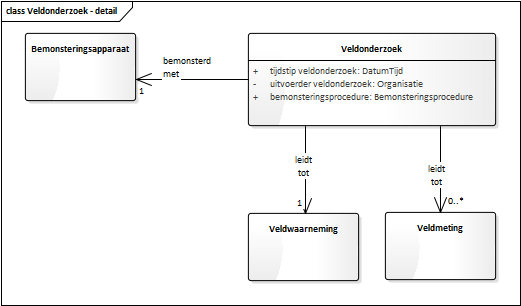 class Veldonderzoek - detail
Bemonsteringsapparaat
Veldonderzoek
+ tijdstip veldonderzoek: DatumTijd
- uitvoerder veldonderzoek: Organisatie
+ bemonsteringsprocedure: Bemonsteringsprocedure
bemonsterd
met
1
leidt
tot
1
leidt
tot
0..*
Veldwaarneming
Veldmeting